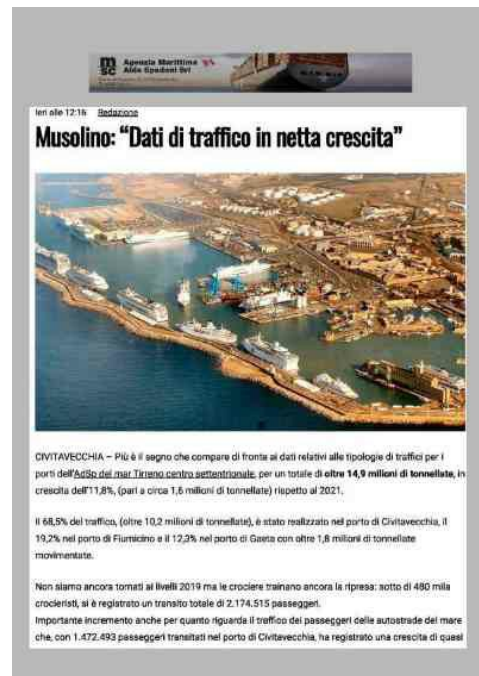 msc Agenzia Marittima
Aldo Spadoni Srl
Ieri alle 12:16 Redazione
Musolino: “Dati di traffico in netta crescita”
CIVITAVECCHIA – Più è il segno che compare di fronte ai dati relativi alle tipologie di traffici per i
porti dell'AdSp del mar Tirreno centro settentrionale, per un totale di oltre 14,9 milioni di tonnellate, in
crescita dell'11,8%, (pari a circa 1,6 milioni di tonnellate) rispetto al 2021.
Il 68,5% del traffico, (oltre 10,2 milioni di tonnellate), è stato realizzato nel porto di Civitavecchia, il
19,2% nel porto di Fiumicino e il 12,3% nel porto di Gaeta con oltre 1,8 milioni di tonnellate
movimentate.
Non siamo ancora tornati ai livelli 2019 ma le crociere trainano ancora la ripresa: sotto di 480 mila
crocieristi, si è registrato un transito totale di 2.174.515 passeggeri.
Importante incremento anche per quanto riguarda il traffico dei passeggeri delle autostrade del mare
che, con 1.472.493 passeggeri transitati nel porto di Civitavecchia, ha registrato una crescita di quasi